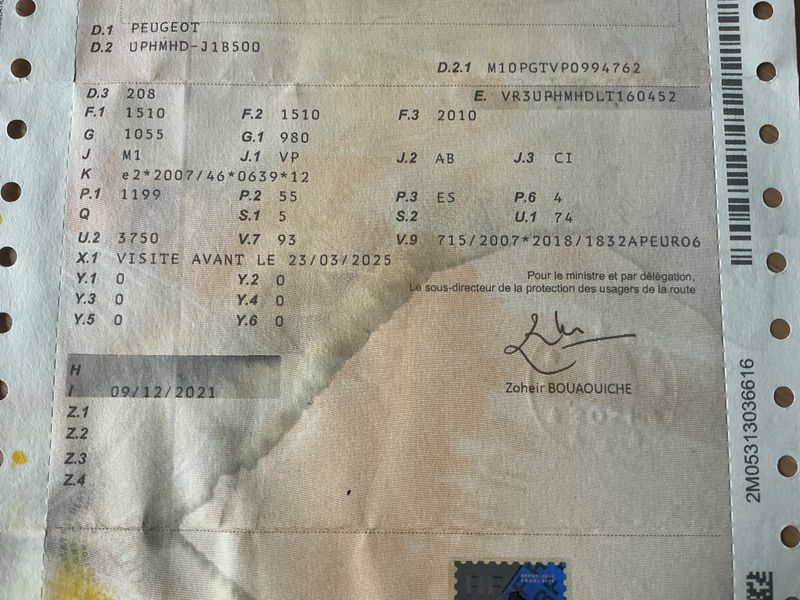 D.1 PEUGEOT
D.2 UPHMHD-J1B500
D.2.1 M10PGTVP0994762
D.3 208 E. VR3UPHMHDLT160452
F.1 1510 F.2 1510 F.3 2010
G 1055 G.1 980
J M1 J.1 VP J.2 AB J.3 CI
K e2*2007/46*0639*12
P.1 1199 P.2 55 P.3 ES P.6 4
Q S.1 5 S.2 U.1 74
U.2 3750 V.7 93 V.9 715/2007*2018/1832APEURO6
X.1 VISITE AVANT LE 23/03/2025
Y.1 0 Y.2 0
Y.3 0 Y.4 0
Y.5 0 Y.6 0
Pour le ministre et par délégation,
Le sous-directeur de la protection des usagers de la route
Zoheir BOUAOUICHE
H
I 09/12/2021
Z.1
Z.2
Z.3
Z.4
2M05313036616
RÉPUBLIQUE
FRANÇAISE